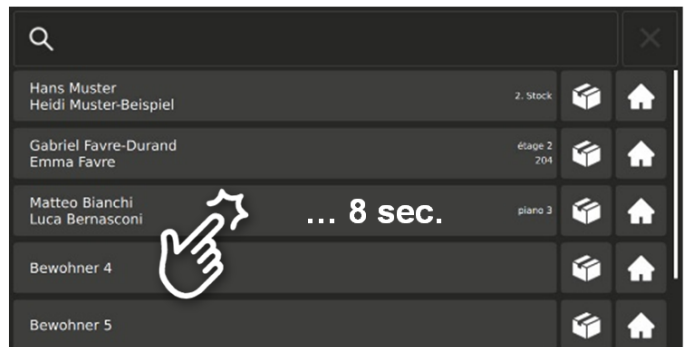 Hans Muster
Heidi Muster-Beispiel
2. Stock
Gabriel Favre-Durand
Emma Favre
étage 2
204
Matteo Bianchi
Luca Bernasconi
... 8 sec.
piano 3
Bewohner 4
Bewohner 5